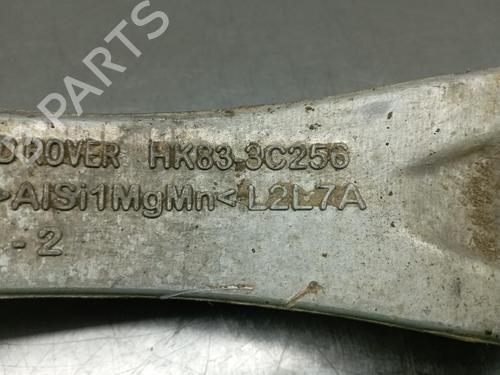 D ROVER HK83-3C256
>AlSi1MgMn< L2L7A
- 2
B-PARTS